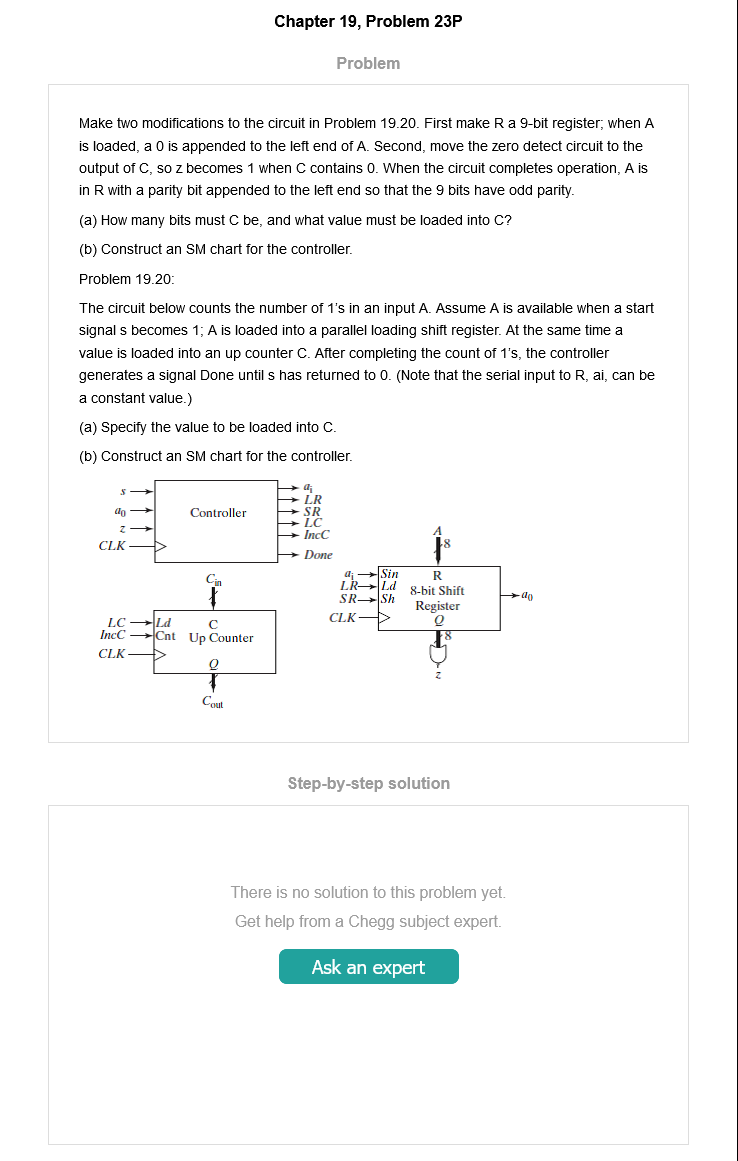 Chapter 19, Problem 23P
Problem
Make two modifications to the circuit in Problem 19.20. First make R a 9-bit register; when A
is loaded, a 0 is appended to the left end of A. Second, move the zero detect circuit to the
output of C, so z becomes 1 when C contains 0. When the circuit completes operation, A is
in R with a parity bit appended to the left end so that the 9 bits have odd parity.
(a) How many bits must C be, and what value must be loaded into C?
(b) Construct an SM chart for the controller.
Problem 19.20:
The circuit below counts the number of 1's in an input A. Assume A is available when a start
signal s becomes 1; A is loaded into a parallel loading shift register. At the same time a
value is loaded into an up counter C. After completing the count of 1's, the controller
generates a signal Done until s has returned to 0. (Note that the serial input to R, ai, can be
a constant value.)
(a) Specify the value to be loaded into C.
(b) Construct an SM chart for the controller.
s
a0
z
CLK
Controller
ai
LR
SR
LC
IncC
Done
Cin
LC
IncC
CLK
Ld
Cnt
C
Up Counter
Q
Cout
A
8
ai
LR
SR
CLK
Sin
Ld
Sh
R
8-bit Shift
Register
Q
a0
8
z
Step-by-step solution
There is no solution to this problem yet.
Get help from a Chegg subject expert.
Ask an expert